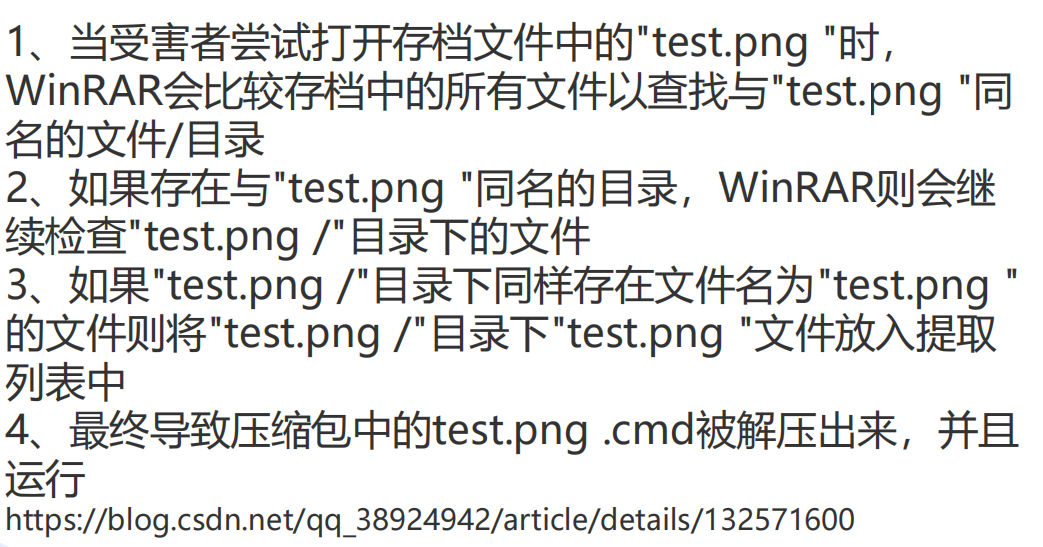 1、当受害者尝试打开存档文件中的"test.png "时，
WinRAR会比较存档中的所有文件以查找与"test.png "同
名的文件/目录
2、如果存在与"test.png "同名的目录，WinRAR则会继
续检查"test.png /"目录下的文件
3、如果"test.png /"目录下同样存在文件名为"test.png "
的文件则将"test.png /"目录下"test.png "文件放入提取
列表中
4、最终导致压缩包中的test.png .cmd被解压出来，并且
运行
https://blog.csdn.net/qq_38924942/article/details/132571600